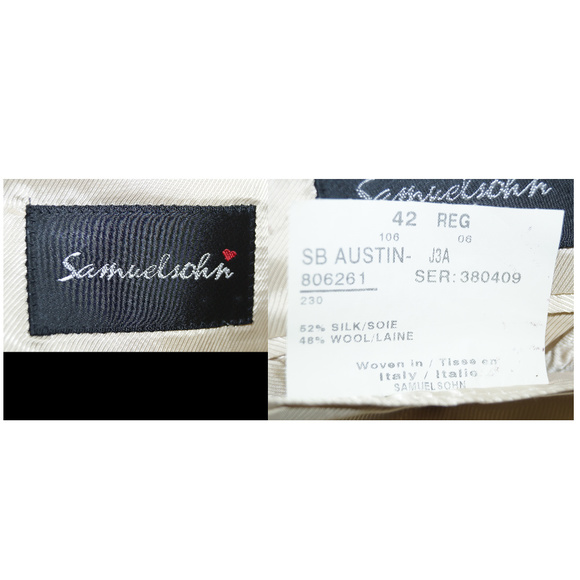 Samuelsohn
Samuelsohn
42 REG
106 06
SB AUSTIN- J3A
806261 SER: 380409
230
52% SILK/SOIE
48% WOOL/LAINE
Woven in / Tisse en
Italy / Italie
SAMUELSOHN